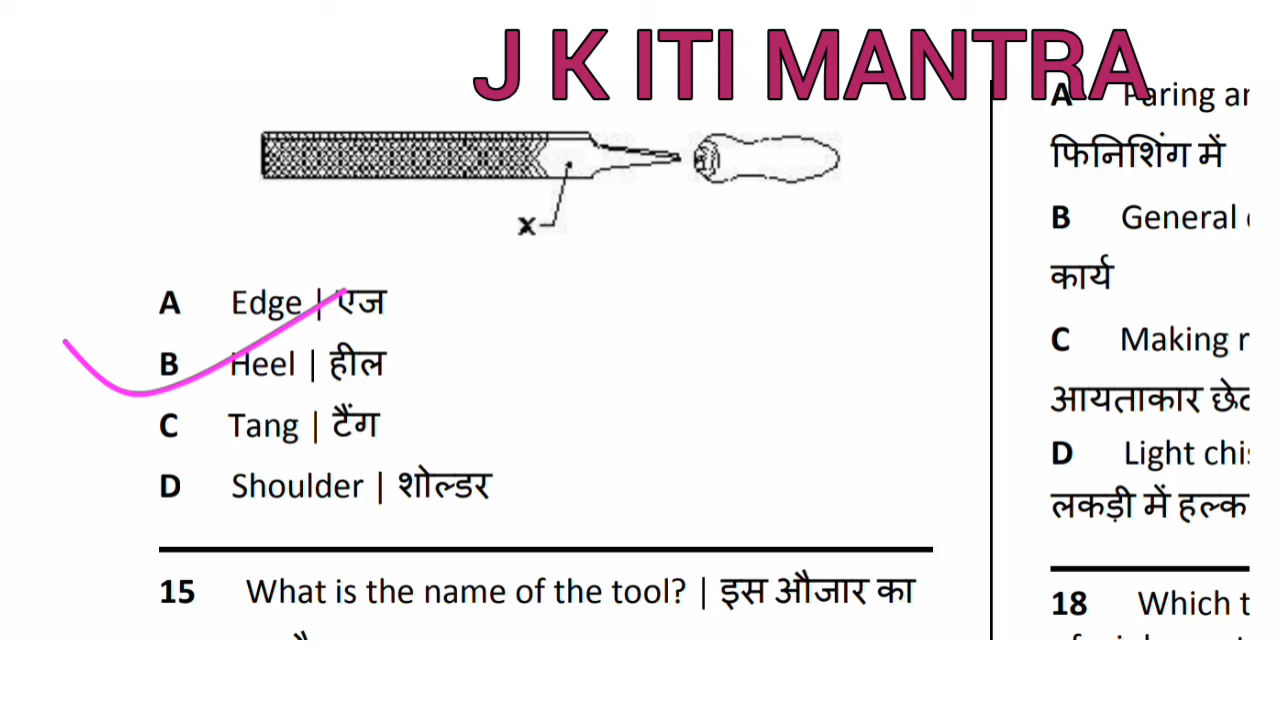 J K ITI MANTRA
X
A Edge | एज
B Heel | हील
C Tang | टैंग
D Shoulder | शोल्डर
15 What is the name of the tool? | इस औजार का
A Paring
फिनिशिंग में
B General
कार्य
C Making
आयताकार
D Light
लकड़ी में
18 Which